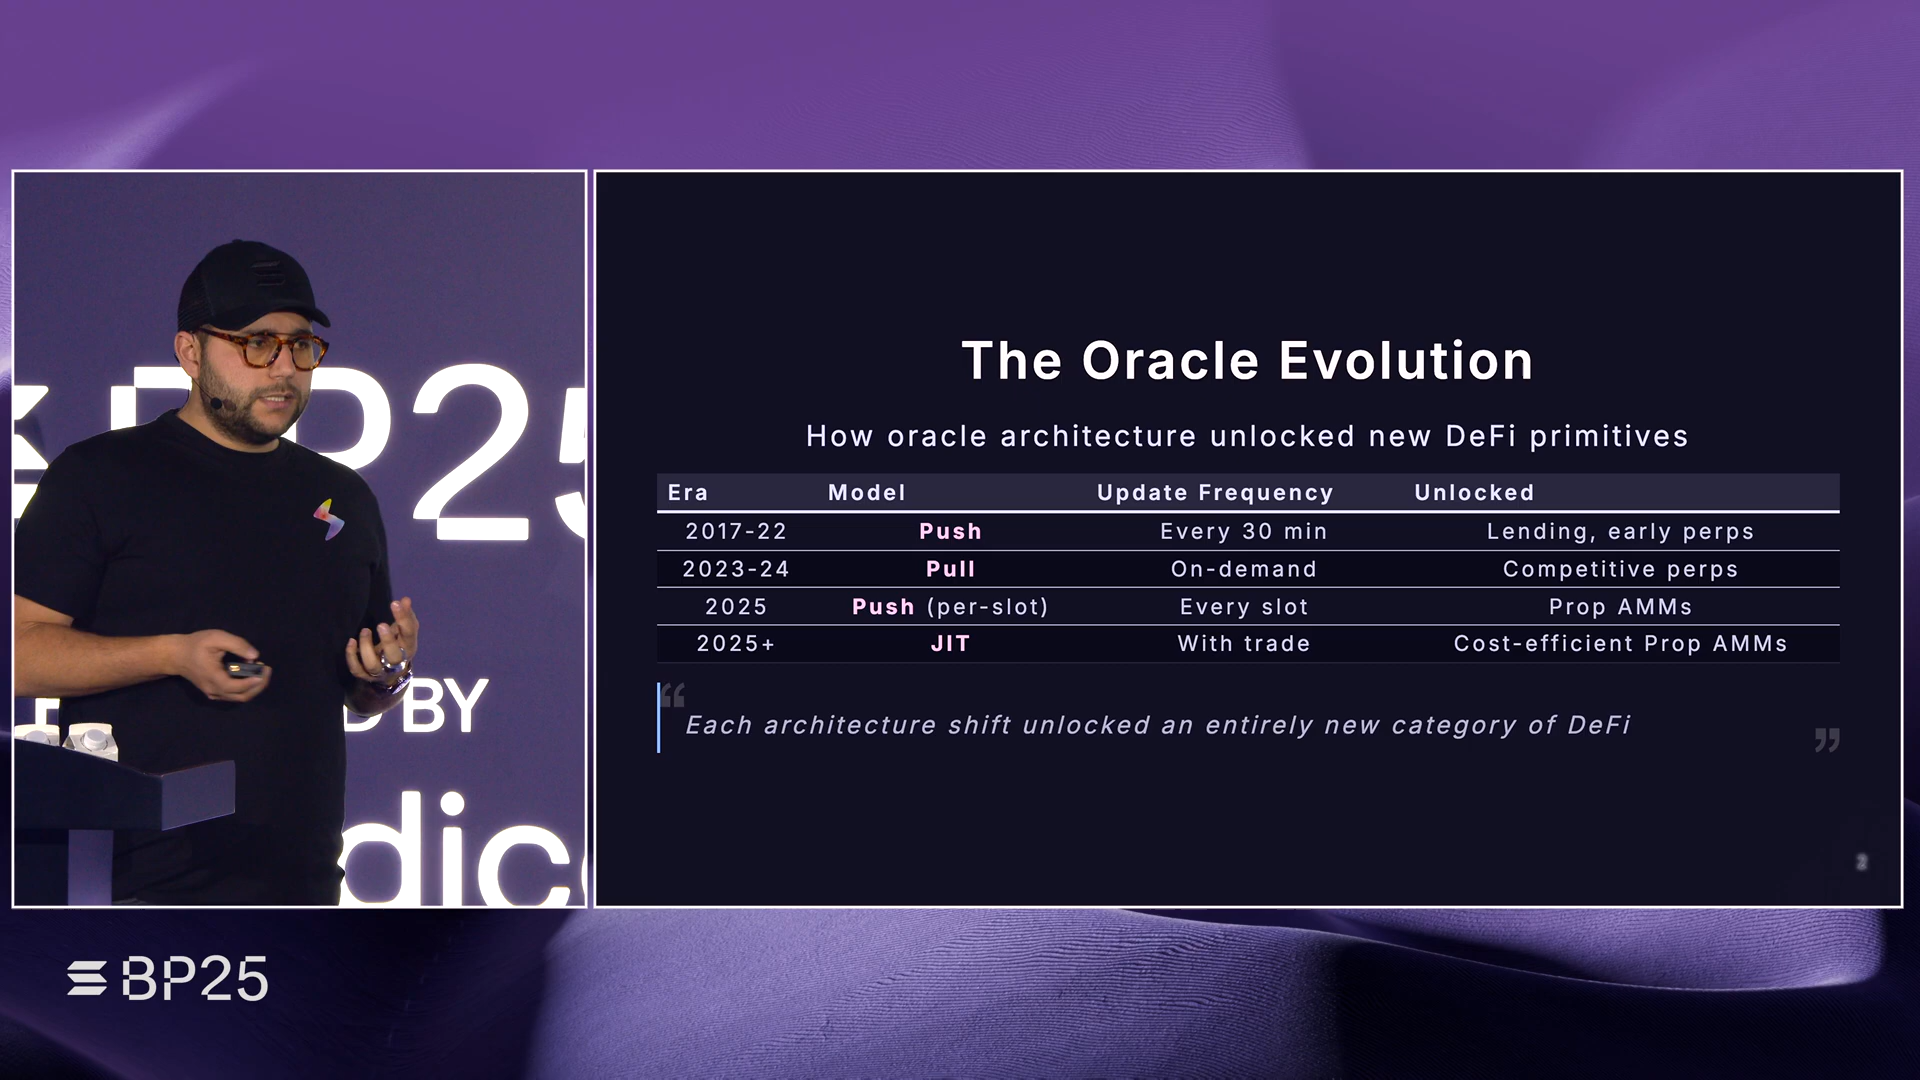 BP25
D BY
dic
The Oracle Evolution
How oracle architecture unlocked new DeFi primitives
Era Model Update Frequency Unlocked
2017-22 Push Every 30 min Lending, early perps
2023-24 Pull On-demand Competitive perps
2025 Push (per-slot) Every slot Prop AMMs
2025+ JIT With trade Cost-efficient Prop AMMs
“Each architecture shift unlocked an entirely new category of DeFi”
2
BP25